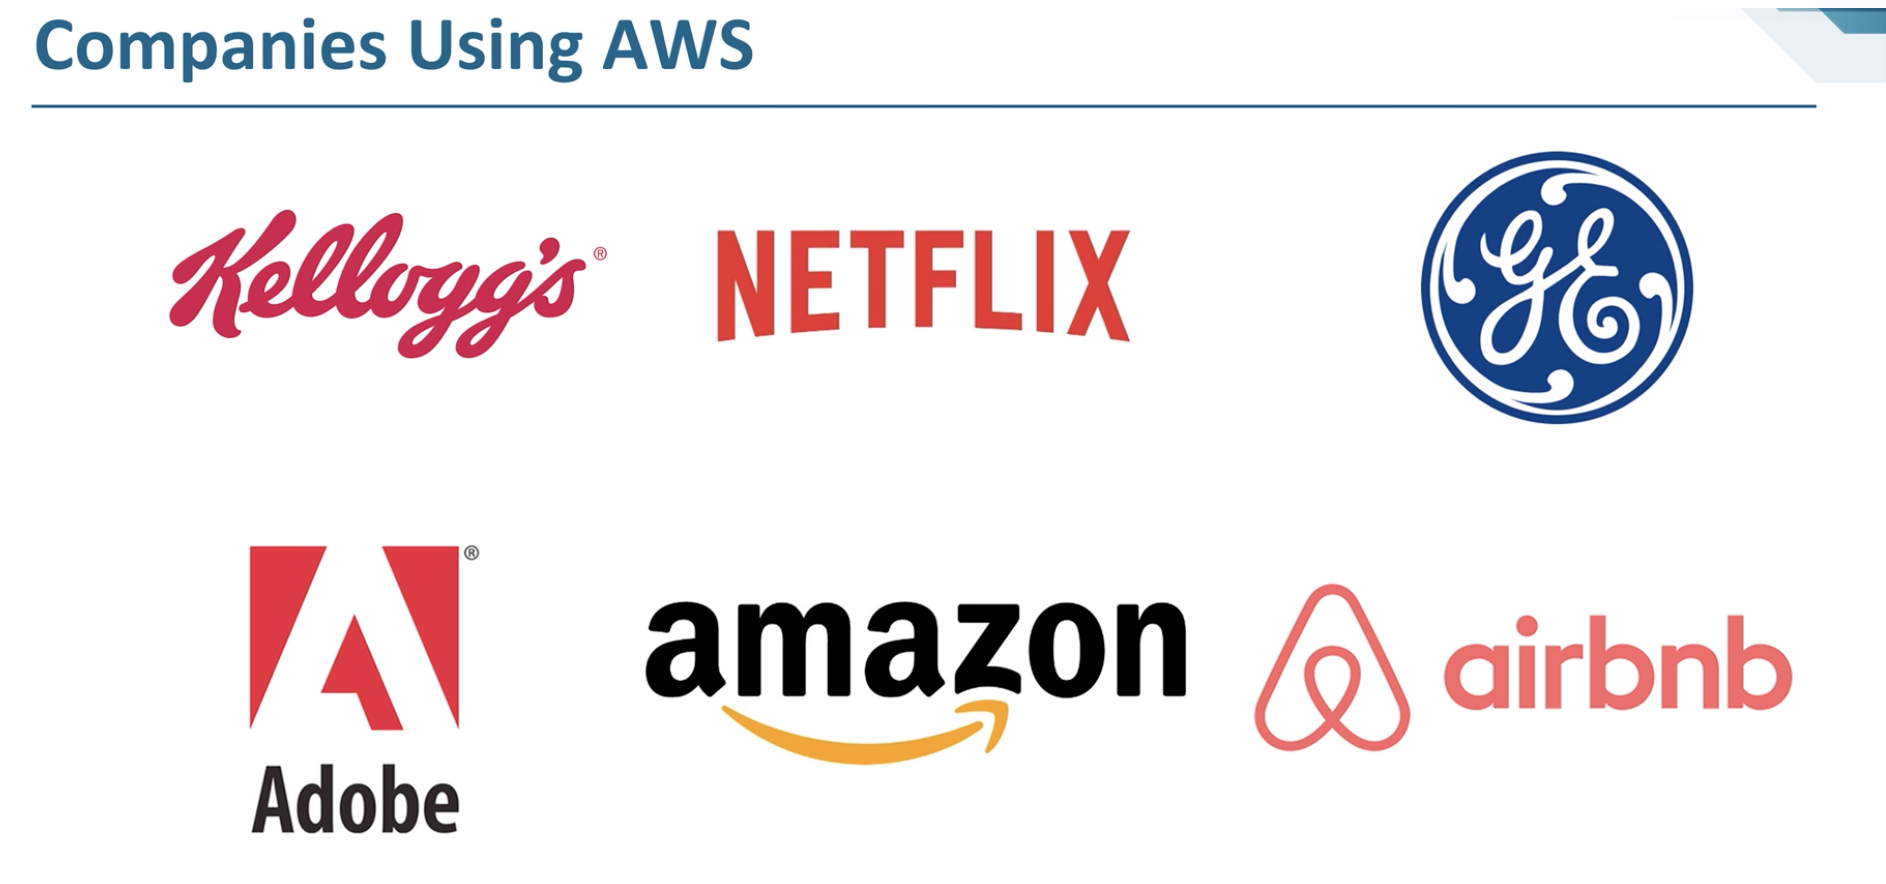 Companies Using AWS
Kellogg's®
NETFLIX
GE
®
Adobe
amazon
airbnb